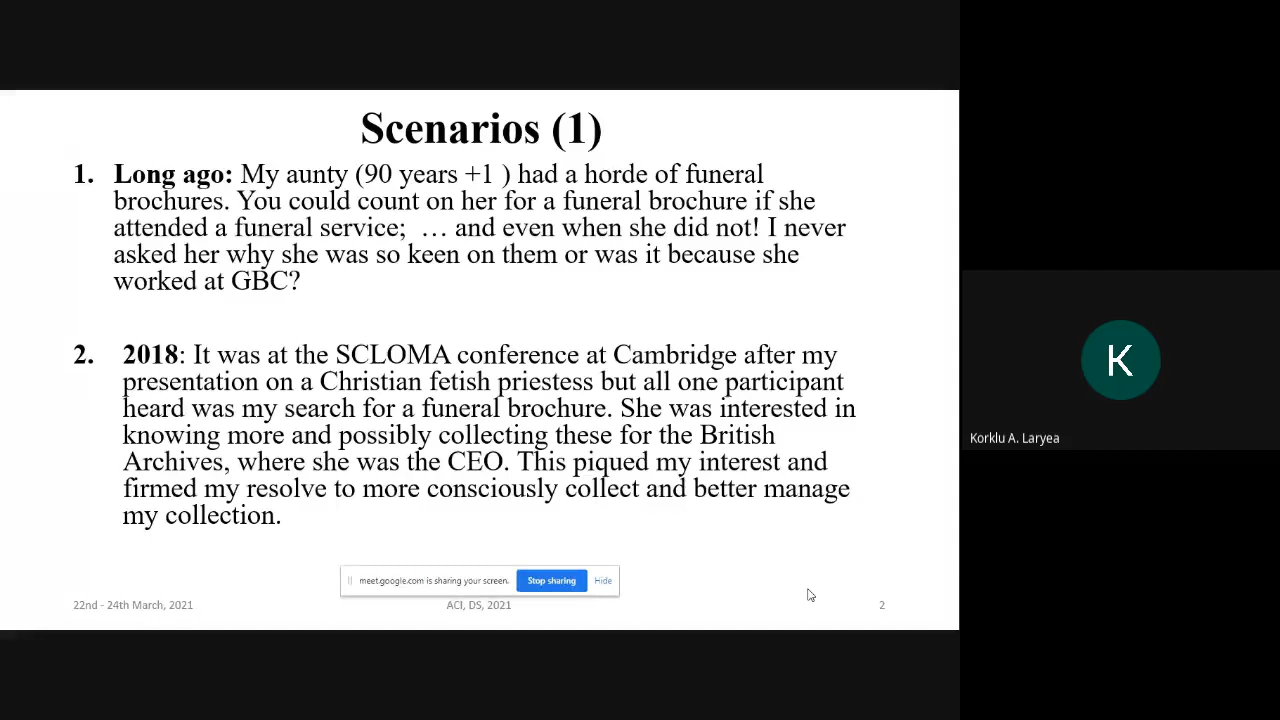 Scenarios (1)
1. Long ago: My aunty (90 years +1 ) had a horde of funeral
brochures. You could count on her for a funeral brochure if she
attended a funeral service;  … and even when she did not! I never
asked her why she was so keen on them or was it because she
worked at GBC?
2. 2018: It was at the SCLOMA conference at Cambridge after my
presentation on a Christian fetish priestess but all one participant
heard was my search for a funeral brochure. She was interested in
knowing more and possibly collecting these for the British
Archives, where she was the CEO. This piqued my interest and
firmed my resolve to more consciously collect and better manage
my collection.
meet.google.com is sharing your screen. Stop sharing Hide
22nd - 24th March, 2021 ACI, DS, 2021 2
K
Korklu A. Laryea